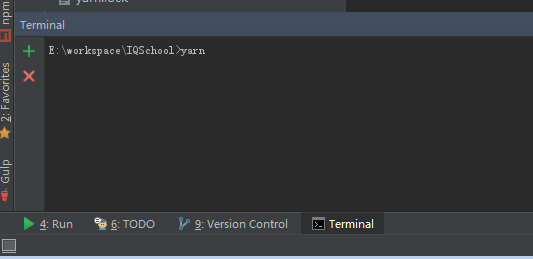 yarn.lock
npm
Terminal
E:\workspace\IQSchool>yarn
2: Favorites
Gulp
4: Run
6: TODO
9: Version Control
Terminal